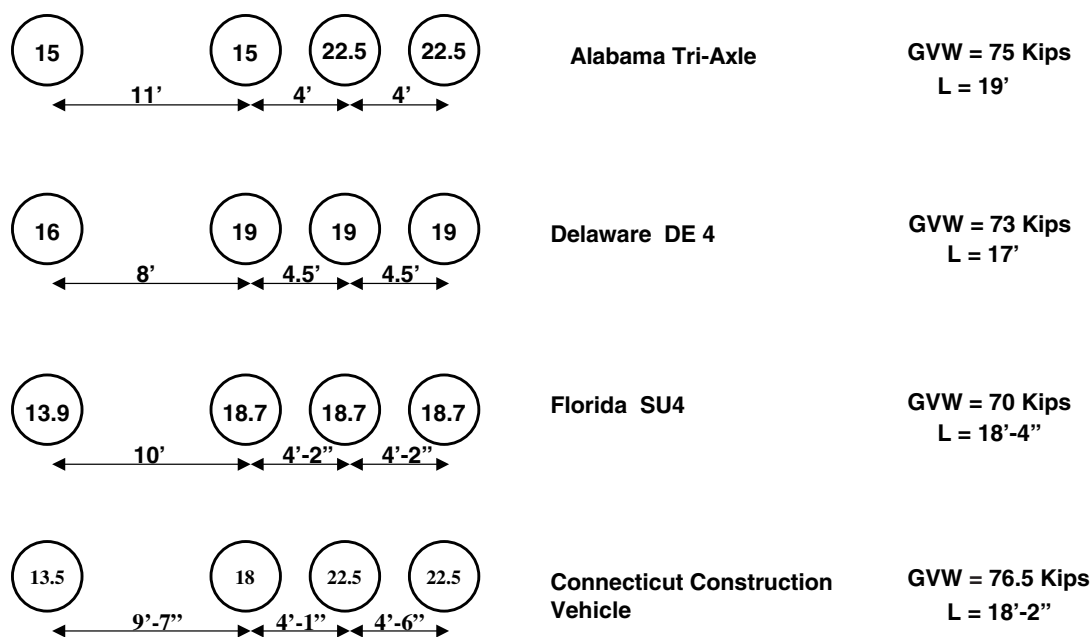 15 15 22.5 22.5 Alabama Tri-Axle GVW = 75 Kips
11’ 4’ 4’ L = 19’
16 19 19 19 Delaware DE 4 GVW = 73 Kips
8’ 4.5’ 4.5’ L = 17’
13.9 18.7 18.7 18.7 Florida SU4 GVW = 70 Kips
10’ 4’-2” 4’-2” L = 18’-4”
13.5 18 22.5 22.5 Connecticut Construction GVW = 76.5 Kips
Vehicle L = 18’-2”
9’-7” 4’-1” 4’-6”